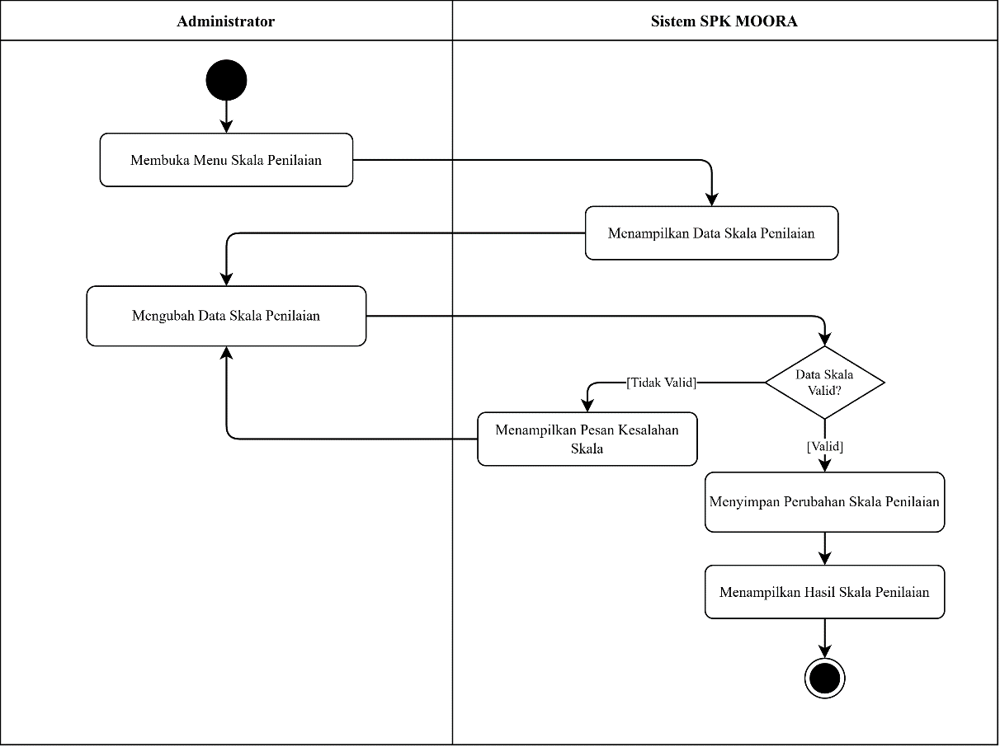 Administrator
Sistem SPK MOORA
Membuka Menu Skala Penilaian
Menampilkan Data Skala Penilaian
Mengubah Data Skala Penilaian
Data Skala
Valid?
[Tidak Valid]
Menampilkan Pesan Kesalahan
Skala
[Valid]
Menyimpan Perubahan Skala Penilaian
Menampilkan Hasil Skala Penilaian